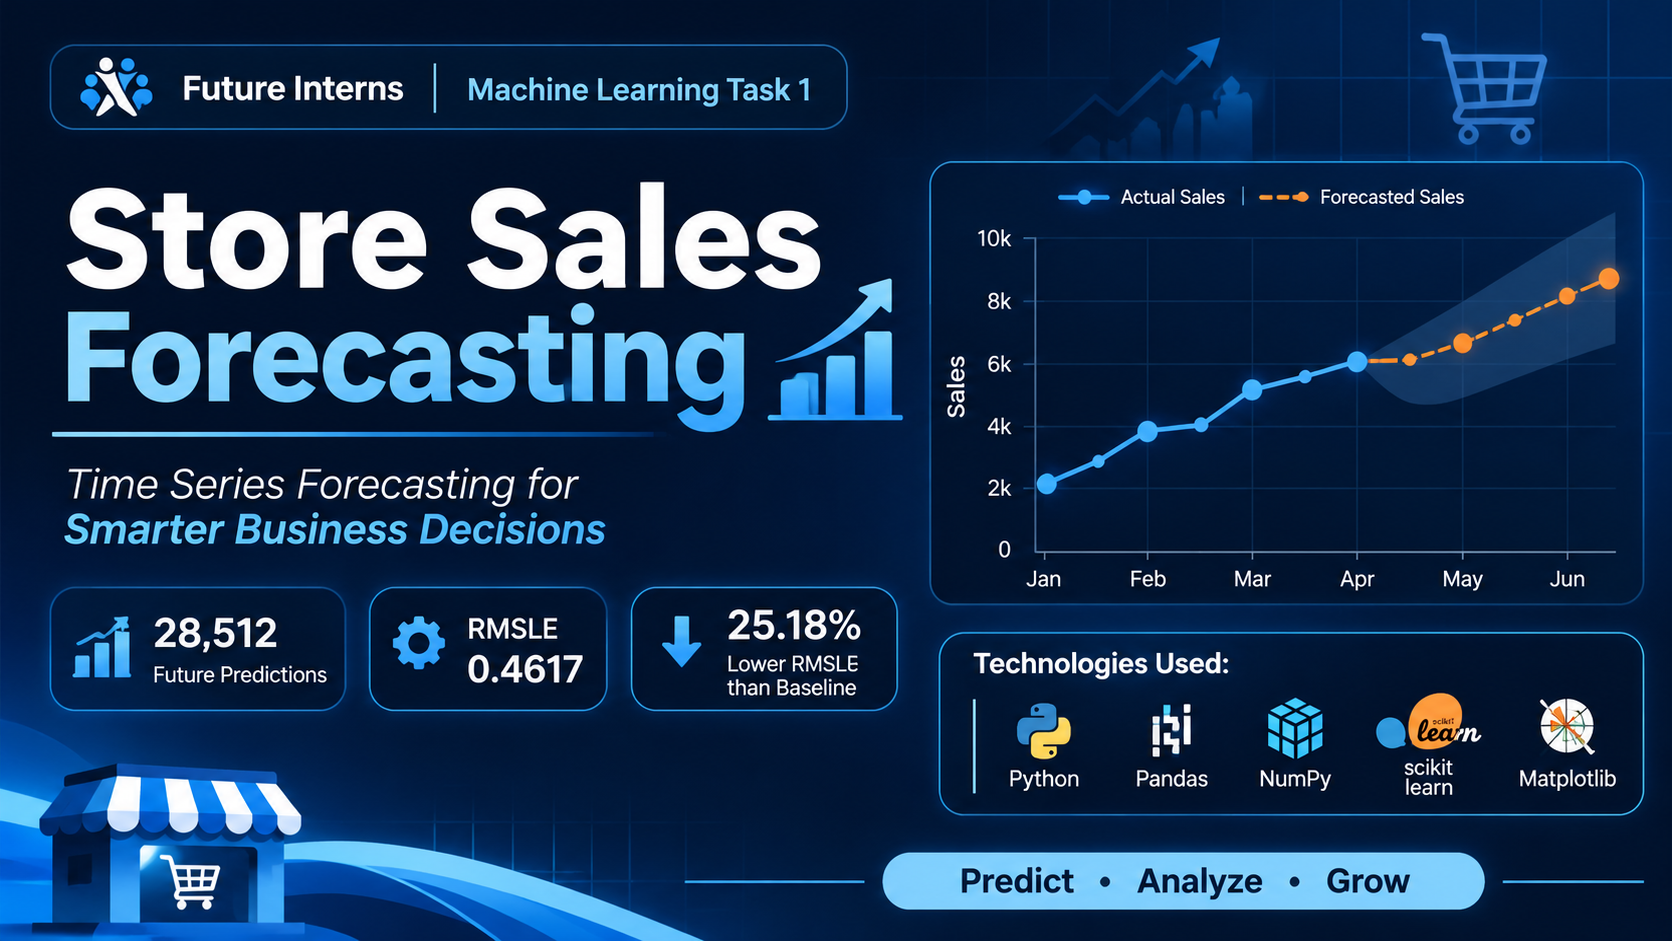 Future Interns | Machine Learning Task 1
Store Sales
Forecasting
Time Series Forecasting for
Smarter Business Decisions
28,512
Future Predictions
RMSLE
0.4617
25.18%
Lower RMSLE
than Baseline
Actual Sales | Forecasted Sales
10k
8k
6k
4k
2k
0
Sales
Jan Feb Mar Apr May Jun
Technologies Used:
Python
Pandas
NumPy
scikit
learn
scikit
learn
Matplotlib
Predict • Analyze • Grow